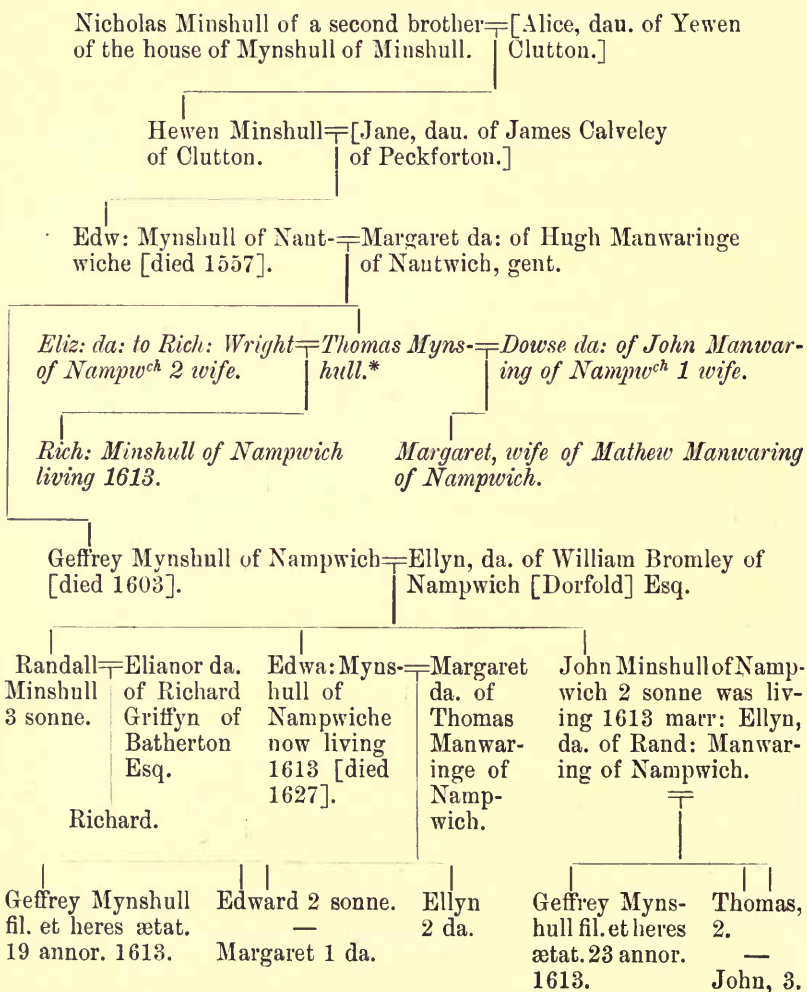 Nicholas Minshull of a second brother=[Alice, dau. of Yewen
of the house of Mynshull of Minshull. Clutton.]
Hewen Minshull=[Jane, dau. of James Calveley
of Clutton. of Peckforton.]
Edw: Mynshull of Naut-=Margaret da: of Hugh Manwaringe
wiche [died 1557]. of Nautwich, gent.
Eliz: da: to Rich: Wright=Thomas Myns-=Dowse da: of John Manwar-
of Nampwch 2 wife. hull.* ing of Nampwch 1 wife.
Rich: Minshull of Nampwich
living 1613.
Margaret, wife of Mathew Manwaring
of Nampwich.
Geffrey Mynshull of Nampwich=Ellyn, da. of William Bromley of
[died 1603]. Nampwich [Dorfold] Esq.
Randall=Elianor da.
Minshull of Richard
3 sonne. Griffyn of
Batherton
Esq.
Richard.
Edwa: Myns-=Margaret
hull of da. of
Nampwiche Thomas
now living Manwar-
1613 [died inge of
1627]. Namp-
wich.
John Minshull of Namp-
wich 2 sonne was liv-
ing 1613 marr: Ellyn,
da. of Rand: Manwar-
ing of Nampwich.
Geffrey Mynshull
fil. et heres ætat.
19 annor. 1613.
Edward 2 sonne.
—
Margaret 1 da.
Ellyn
2 da.
Geffrey Myns-
hull fil. et heres
ætat. 23 annor.
1613.
Thomas,
2.
—
John, 3.